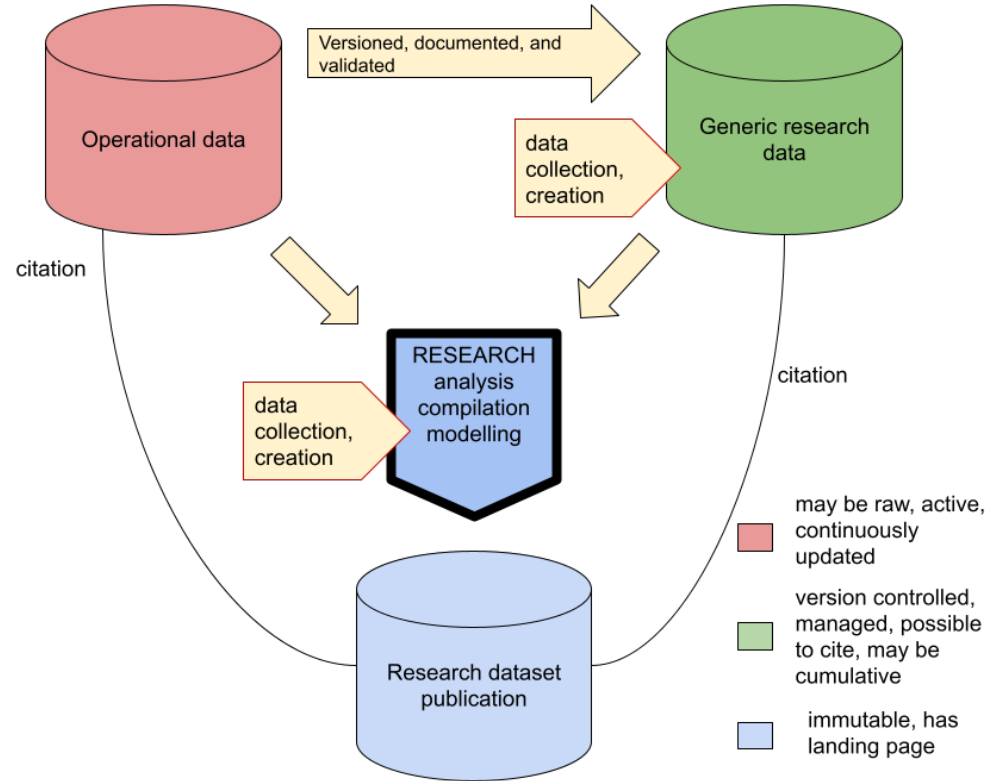 Versioned, documented, and
validated
Operational data
Generic research
data
data
collection,
creation
citation
RESEARCH
analysis
compilation
modelling
citation
data
collection,
creation
may be raw, active,
continuously
updated
version controlled,
managed, possible
to cite, may be
cumulative
Research dataset
publication
immutable, has
landing page